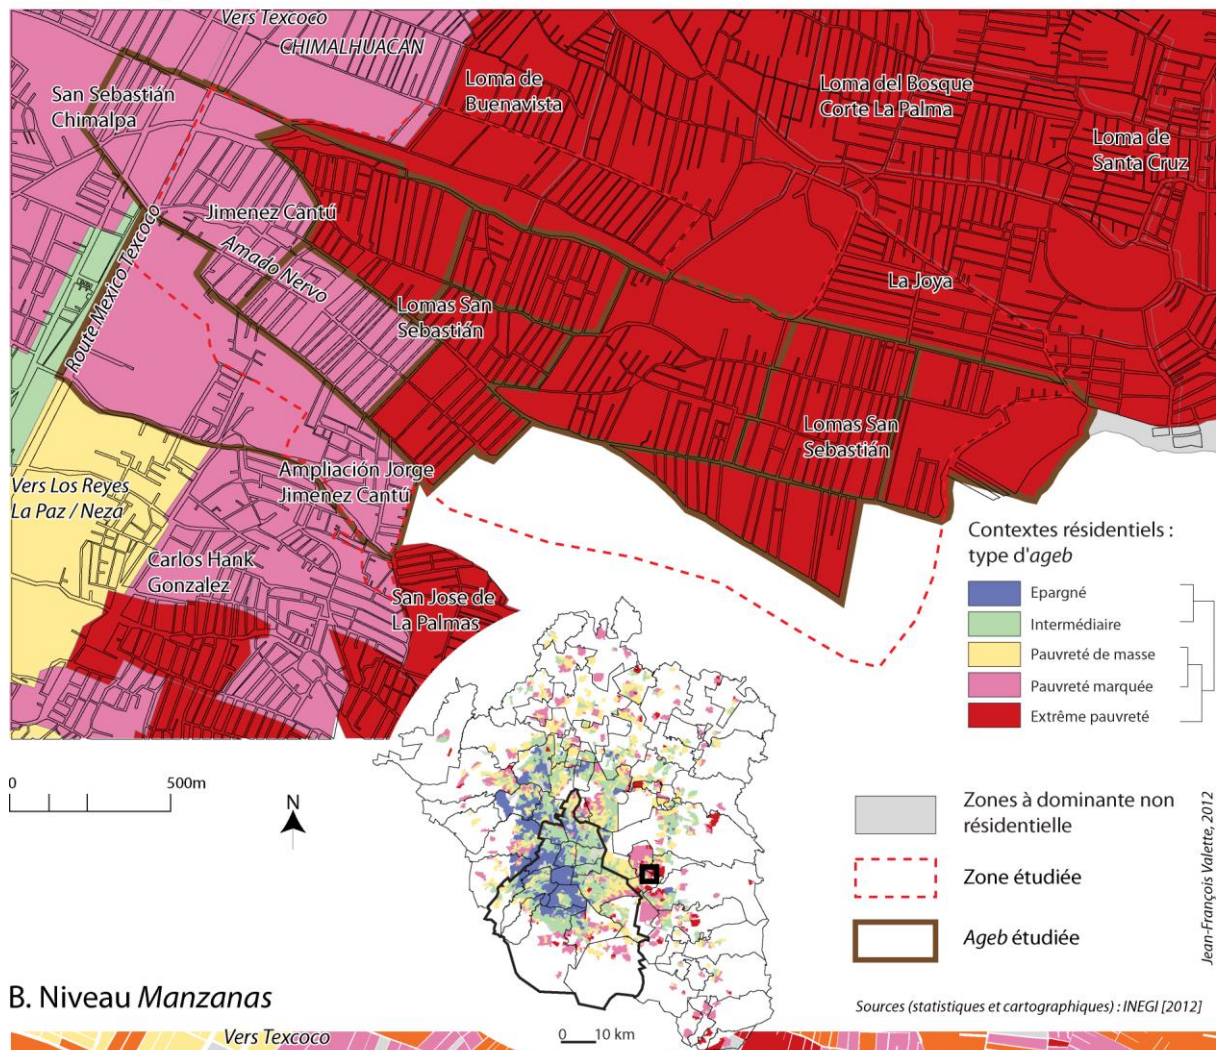 Vers Texcoco
CHIMALHUACAN
San Sebastián
Chimalpa
Loma de
Buenavista
Loma del Bosque
Corte La Palma
Loma de
Santa Cruz
Jimenez Cantú
Amado Nervo
Route Mexico Texcoco
La Joya
Lomas San
Sebastián
Lomas San
Sebastián
Ampliación Jorge
Jimenez Cantú
Vers Los Reyes
La Paz / Neza
Carlos Hank
Gonzalez
San Jose de
La Palmas
Contextes résidentiels :
type d'ageb
Epargné
Intermédiaire
Pauvreté de masse
Pauvreté marquée
Extrême pauvreté
0 500m
N
Zones à dominante non
résidentielle
Zone étudiée
Ageb étudiée
Jean-François Valette, 2012
B. Niveau Manzanas
0 10 km
Sources (statistiques et cartographiques) : INEGI [2012]
Vers Texcoco